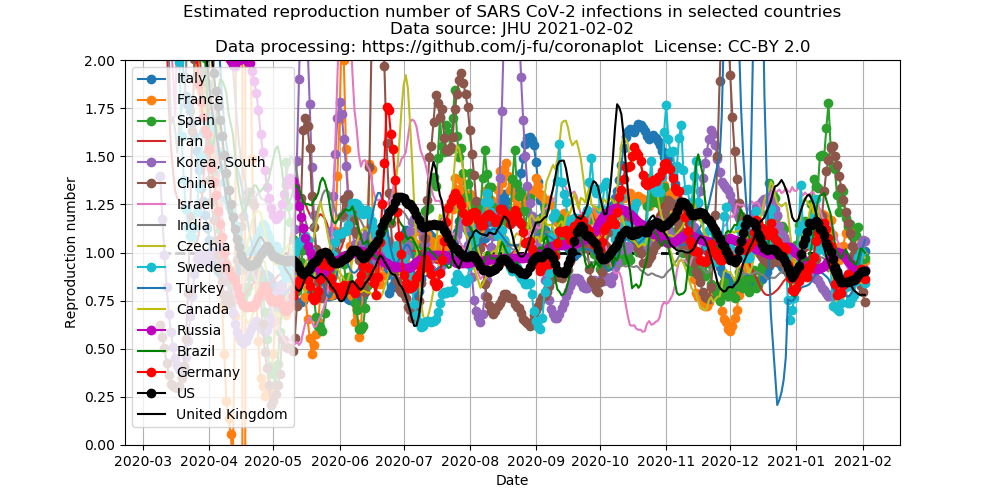 Estimated reproduction number of SARS CoV-2 infections in selected countries
Data source: JHU 2021-02-02
Data processing: https://github.com/j-fu/coronaplot License: CC-BY 2.0
Reproduction number
2.00
1.75
1.50
1.25
1.00
0.75
0.50
0.25
0.00
Italy
France
Spain
Iran
Korea, South
China
Israel
India
Czechia
Sweden
Turkey
Canada
Russia
Brazil
Germany
US
United Kingdom
2020-03 2020-04 2020-05 2020-06 2020-07 2020-08 2020-09 2020-10 2020-11 2020-12 2021-01 2021-02
Date